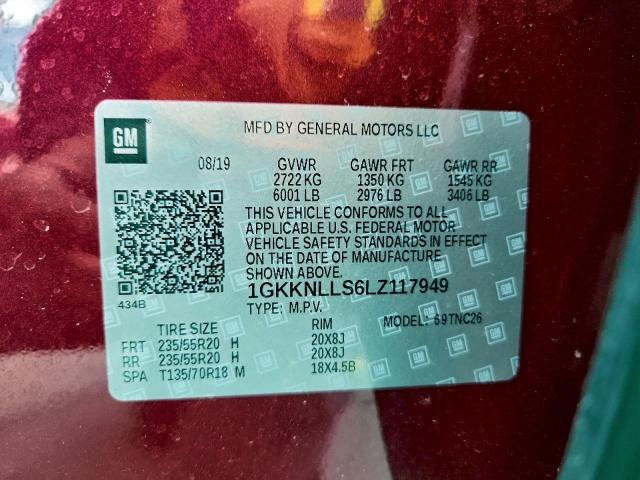 GM
MFD BY GENERAL MOTORS LLC
08/19 GVWR GAWR FRT GAWR RR
2722 KG 1350 KG 1545 KG
6001 LB 2976 LB 3406 LB
THIS VEHICLE CONFORMS TO ALL
APPLICABLE U.S. FEDERAL MOTOR
VEHICLE SAFETY STANDARDS IN EFFECT
ON THE DATE OF MANUFACTURE
SHOWN ABOVE.
1GKKNLLS6LZ117949
434B
TYPE: M.P.V.
TIRE SIZE RIM MODEL: 69TNC26
FRT 235/55R20 H 20X8J
RR 235/55R20 H 20X8J
SPA T135/70R18 M 18X4.5B